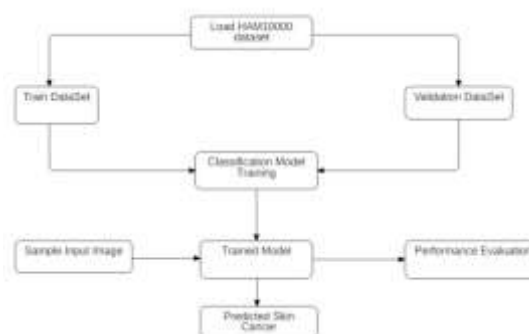 Load HAM10000
dataset
Train DataSet
Validation DataSet
Classification Model
Training
Sample Input Image
Trained Model
Performance Evaluation
Predicted Skin
Cancer